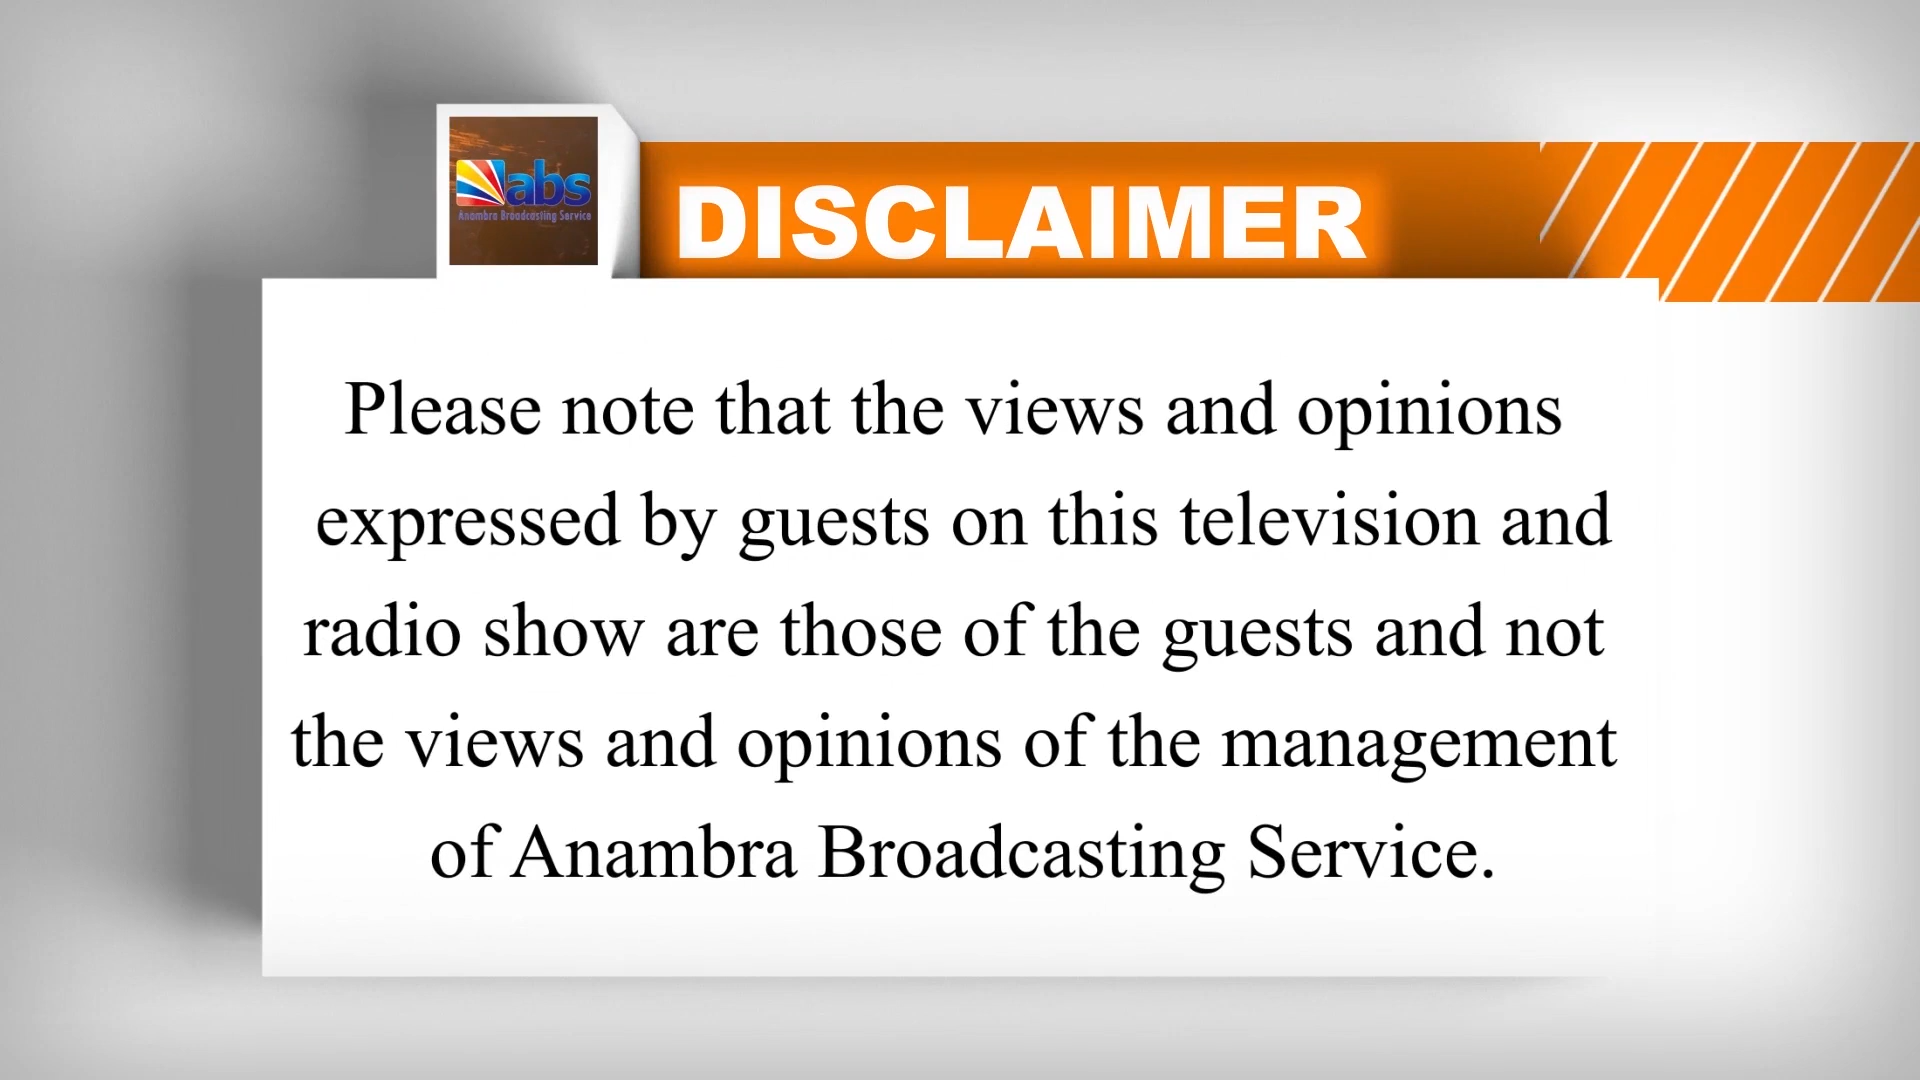 abs
Anambra Broadcasting Service
DISCLAIMER
Please note that the views and opinions
expressed by guests on this television and
radio show are those of the guests and not
the views and opinions of the management
of Anambra Broadcasting Service.